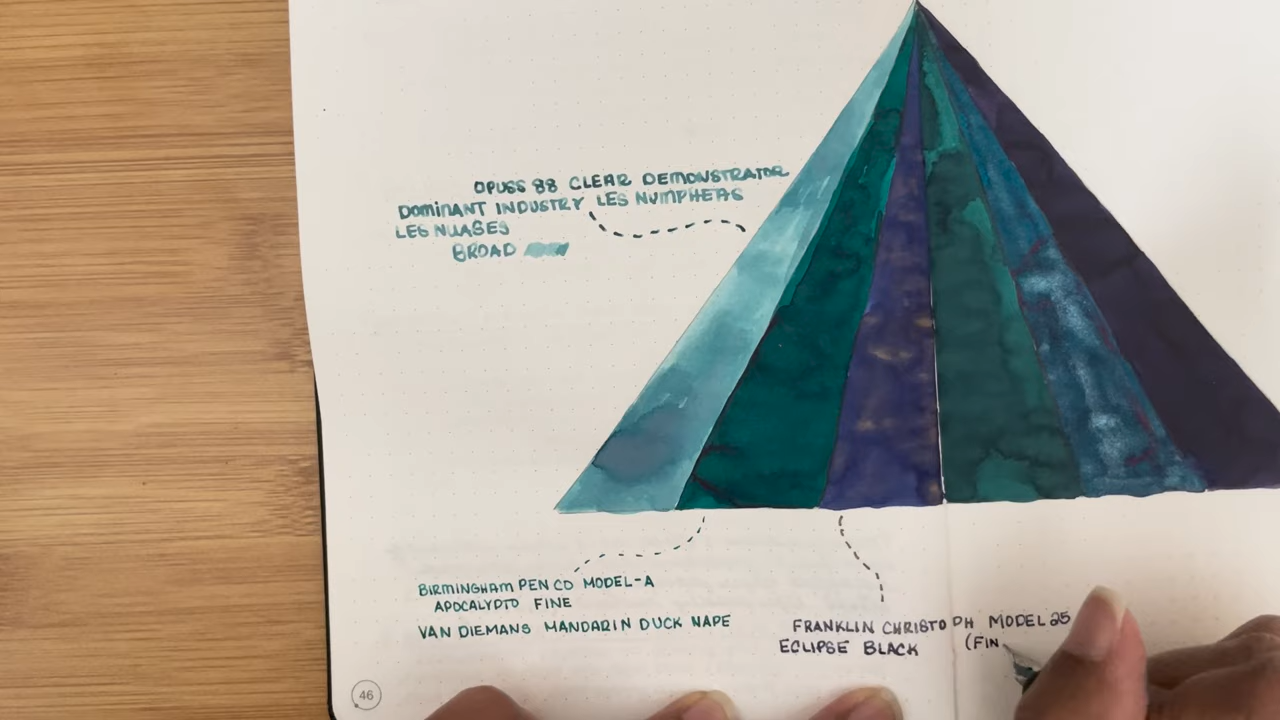 OPUSS 88 CLEAR DEMONSTRATOR
DOMINANT INDUSTRY LES NUMPHEAS
LES NUAGES
BROAD
BIRMINGHAM PEN CO MODEL-A
APOCALYPTO FINE
VAN DIEMANS MANDARIN DUCK NAPE
FRANKLIN CHRISTOPH MODEL 25
ECLIPSE BLACK (FIN
46